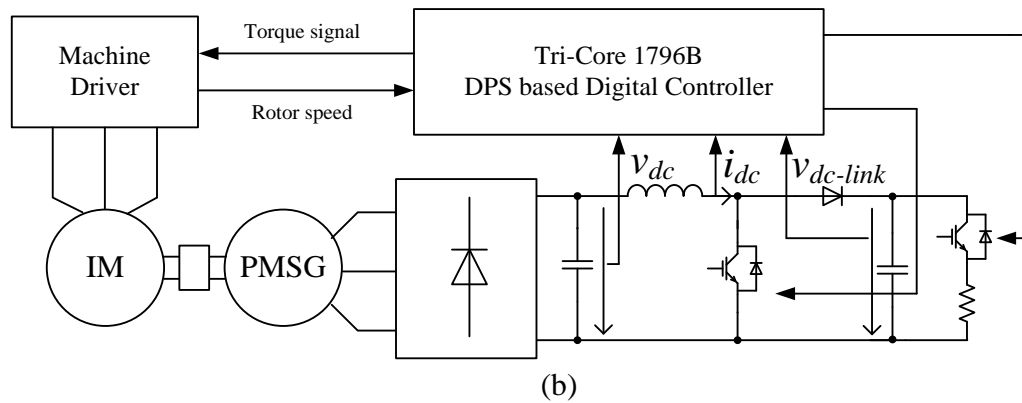 Torque signal
Machine
Driver
Rotor speed
Tri-Core 1796B
DPS based Digital Controller
v_dc
i_dc
v_dc-link
IM
PMSG
(b)